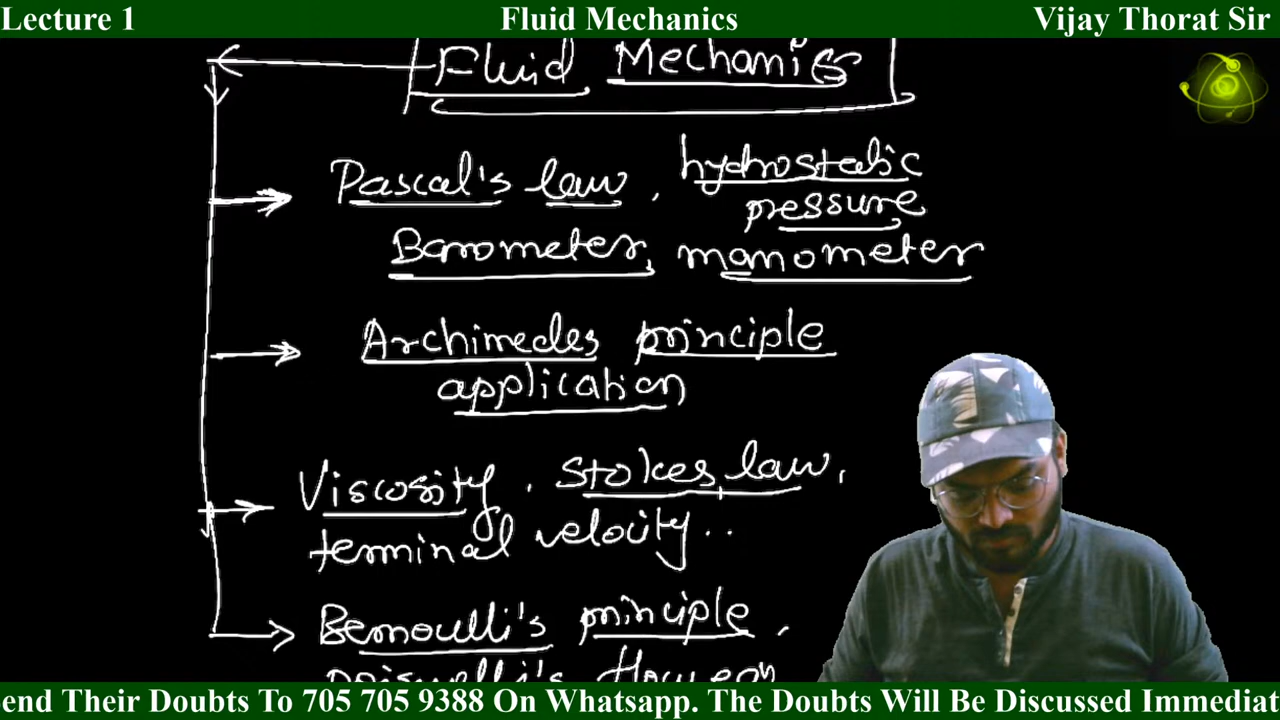 Lecture 1 Fluid Mechanics Vijay Thorat Sir
Fluid Mechanics
Pascal's law, hydrostatic
pressure
Barometer, manometer
Archimedes principle
application
Viscosity, Stokes law,
terminal velocity..
Bernoulli's principle,
end Their Doubts To 705 705 9388 On Whatsapp. The Doubts Will Be Discussed Immediat